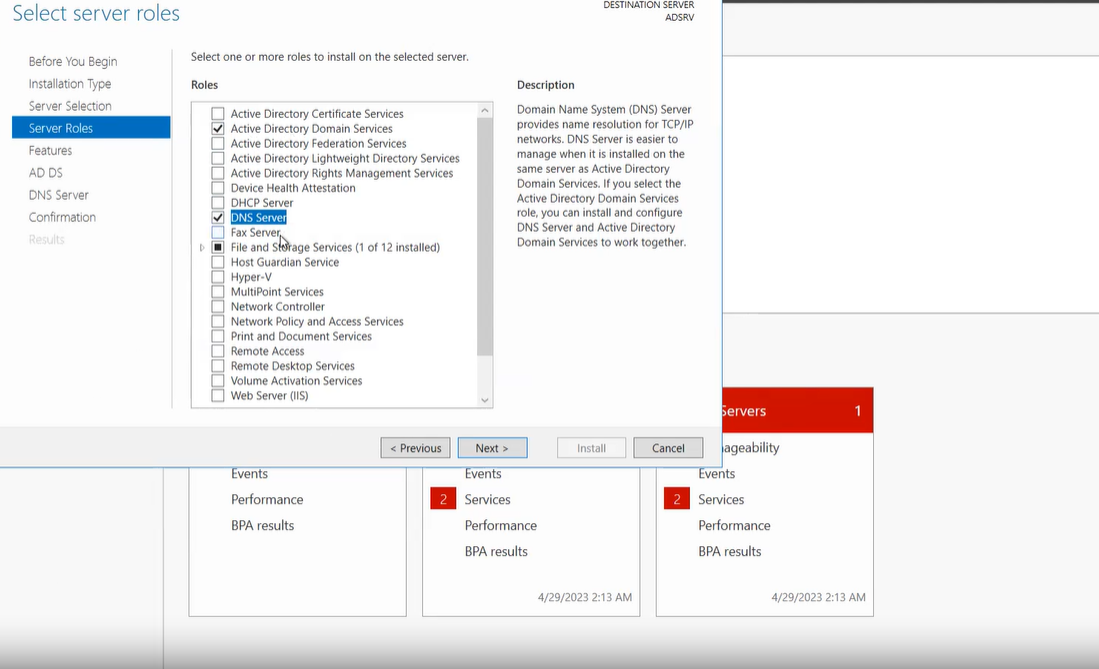 Select server roles
DESTINATION SERVER
ADSRV
Before You Begin
Installation Type
Server Selection
Server Roles
Features
AD DS
DNS Server
Confirmation
Results
Select one or more roles to install on the selected server.
Roles
Active Directory Certificate Services
Active Directory Domain Services
Active Directory Federation Services
Active Directory Lightweight Directory Services
Active Directory Rights Management Services
Device Health Attestation
DHCP Server
DNS Server
Fax Server
File and Storage Services (1 of 12 installed)
Host Guardian Service
Hyper-V
MultiPoint Services
Network Controller
Network Policy and Access Services
Print and Document Services
Remote Access
Remote Desktop Services
Volume Activation Services
Web Server (IIS)
Description
Domain Name System (DNS) Server
provides name resolution for TCP/IP
networks. DNS Server is easier to
manage when it is installed on the
same server as Active Directory
Domain Services. If you select the
Active Directory Domain Services
role, you can install and configure
DNS Server and Active Directory
Domain Services to work together.
< Previous
Next >
Install
Cancel
Events
Performance
BPA results
Events
2 Services
Performance
BPA results
4/29/2023 2:13 AM
Servers 1
ageability
Events
2 Services
Performance
BPA results
4/29/2023 2:13 AM